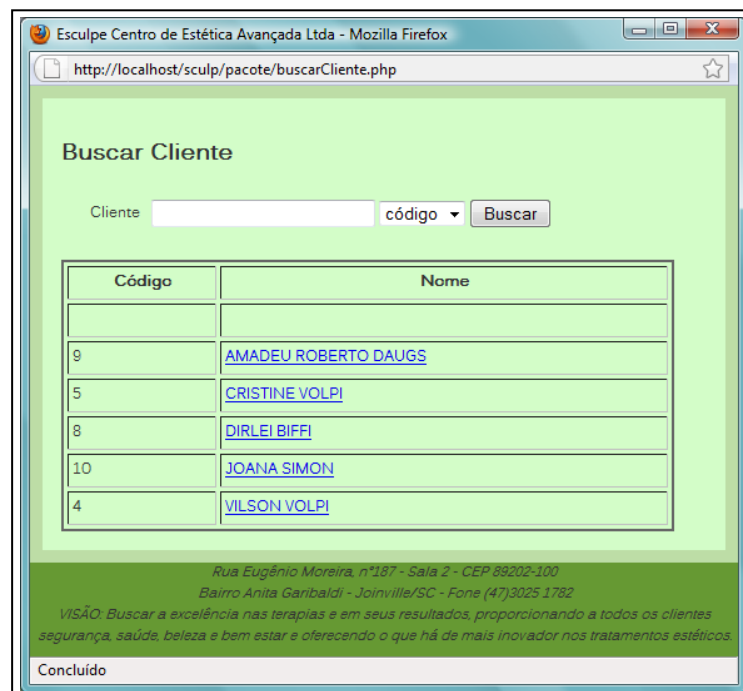 Esculpe Centro de Estética Avançada Ltda - Mozilla Firefox
http://localhost/sculp/pacote/buscarCliente.php
Buscar Cliente
Cliente código Buscar
Código Nome
9 AMADEU ROBERTO DAUGS
5 CRISTINE VOLPI
8 DIRLEI BIFFI
10 JOANA SIMON
4 VILSON VOLPI
Rua Eugênio Moreira, n°187 - Sala 2 - CEP 89202-100
Bairro Anita Garibaldi - Joinville/SC - Fone (47)3025 1782
VISÃO: Buscar a excelência nas terapias e em seus resultados, proporcionando a todos os clientes
segurança, saúde, beleza e bem estar e oferecendo o que há de mais inovador nos tratamentos estéticos.
Concluído